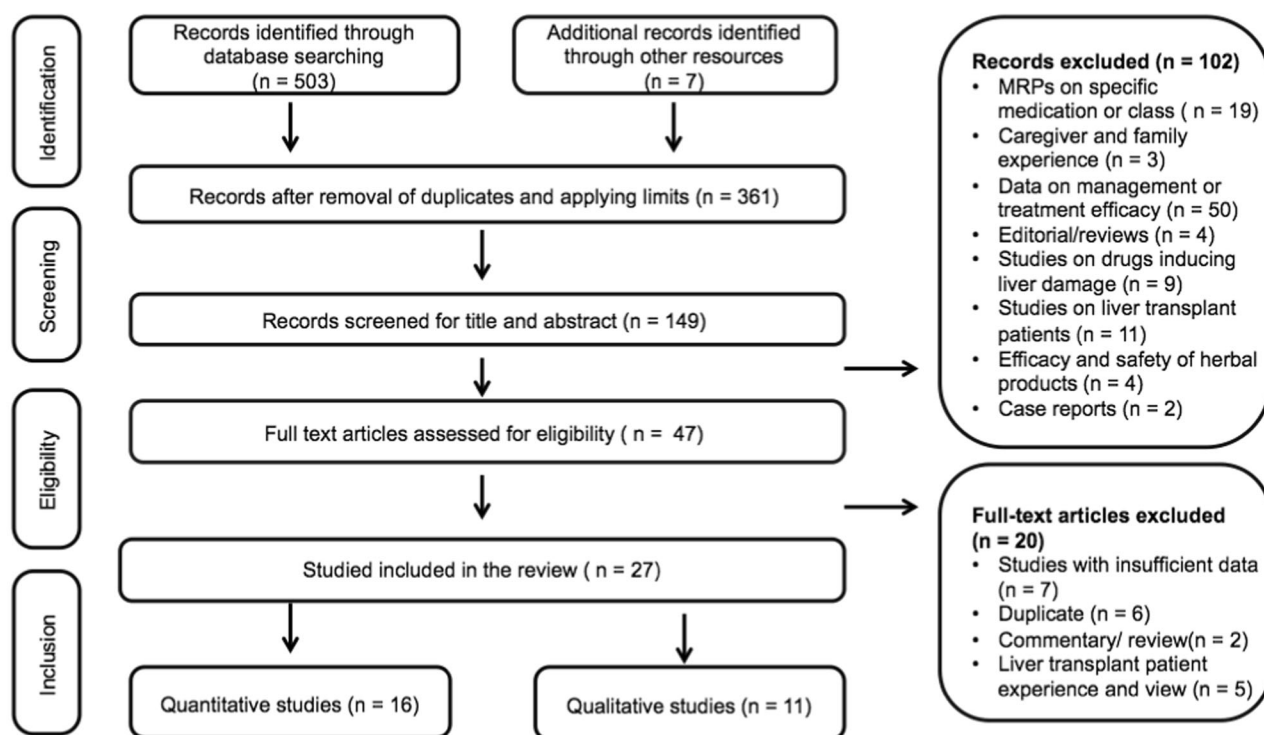 Identification
Screening
Eligibility
Inclusion
Records identified through
database searching
(n = 503)
Additional records identified
through other resources
(n = 7)
Records after removal of duplicates and applying limits (n = 361)
Records screened for title and abstract (n = 149)
Full text articles assessed for eligibility ( n = 47)
Studied included in the review ( n = 27)
Quantitative studies (n = 16)
Qualitative studies (n = 11)
Records excluded (n = 102)
• MRPs on specific
medication or class ( n = 19)
• Caregiver and family
experience (n = 3)
• Data on management or
treatment efficacy (n = 50)
• Editorial/reviews (n = 4)
• Studies on drugs inducing
liver damage (n = 9)
• Studies on liver transplant
patients (n = 11)
• Efficacy and safety of herbal
products (n = 4)
• Case reports (n = 2)
Full-text articles excluded
(n = 20)
• Studies with insufficient data
(n = 7)
• Duplicate (n = 6)
• Commentary/ review(n = 2)
• Liver transplant patient
experience and view (n = 5)